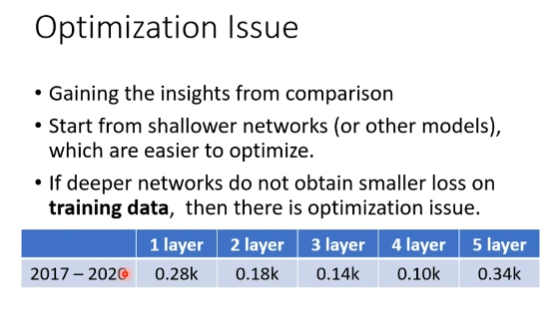 Optimization Issue
• Gaining the insights from comparison
• Start from shallower networks (or other models),
which are easier to optimize.
• If deeper networks do not obtain smaller loss on
training data, then there is optimization issue.
1 layer 2 layer 3 layer 4 layer 5 layer
2017 – 2020 0.28k 0.18k 0.14k 0.10k 0.34k